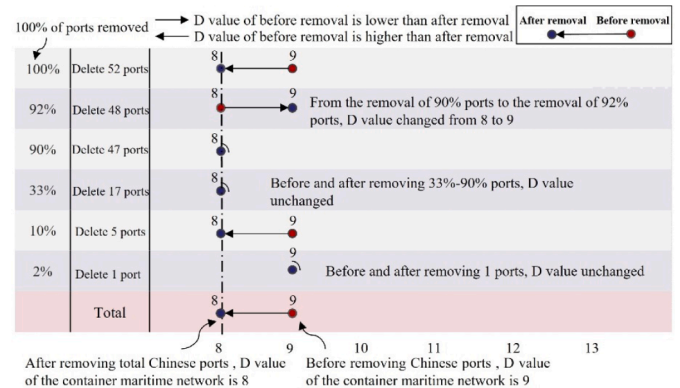 100% of ports removed
D value of before removal is lower than after removal
D value of before removal is higher than after removal
After removal Before removal
100% Delete 52 ports 8 9
92% Delete 48 ports 8 9 From the removal of 90% ports to the removal of 92%
ports, D value changed from 8 to 9
90% Delete 47 ports 8
33% Delete 17 ports 8 Before and after removing 33%-90% ports, D value
unchanged
10% Delete 5 ports 8 9
2% Delete 1 port 9 Before and after removing 1 ports, D value unchanged
Total 8 9
8 9 10 11 12 13
After removing total Chinese ports , D value
of the container maritime network is 8
Before removing Chinese ports , D value
of the container maritime network is 9